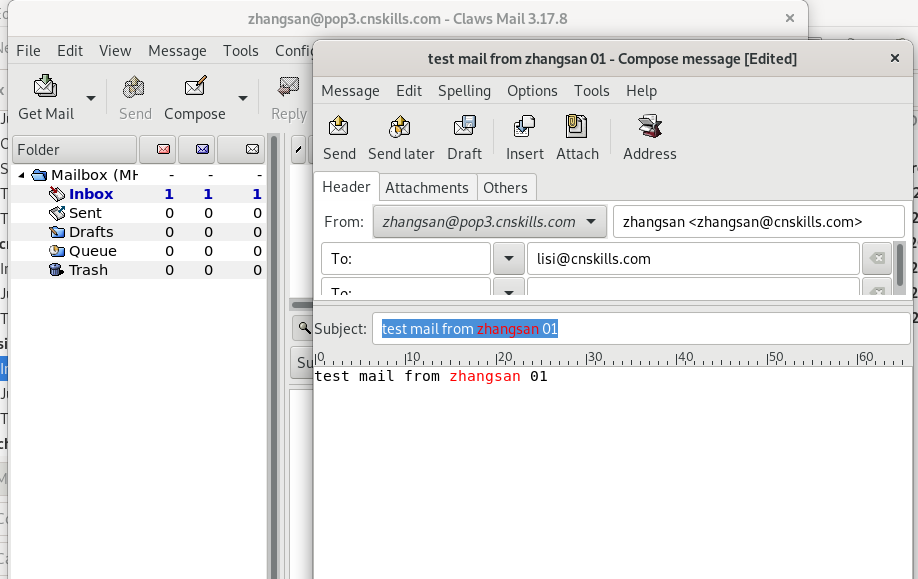 zhangsan@pop3.cnskills.com - Claws Mail 3.17.8
File Edit View Message Tools Config
Get Mail Send Compose Reply
Folder
Mailbox (MH - - -
Inbox 1 1 1
Sent 0 0 0
Drafts 0 0 0
Queue 0 0 0
Trash 0 0 0
test mail from zhangsan 01 - Compose message [Edited]
Message Edit Spelling Options Tools Help
Send Send later Draft Insert Attach Address
Header Attachments Others
From: zhangsan@pop3.cnskills.com zhangsan <zhangsan@cnskills.com>
To: lisi@cnskills.com
To:
Subject: test mail from zhangsan 01
0 10 20 30 40 50 60
test mail from zhangsan 01